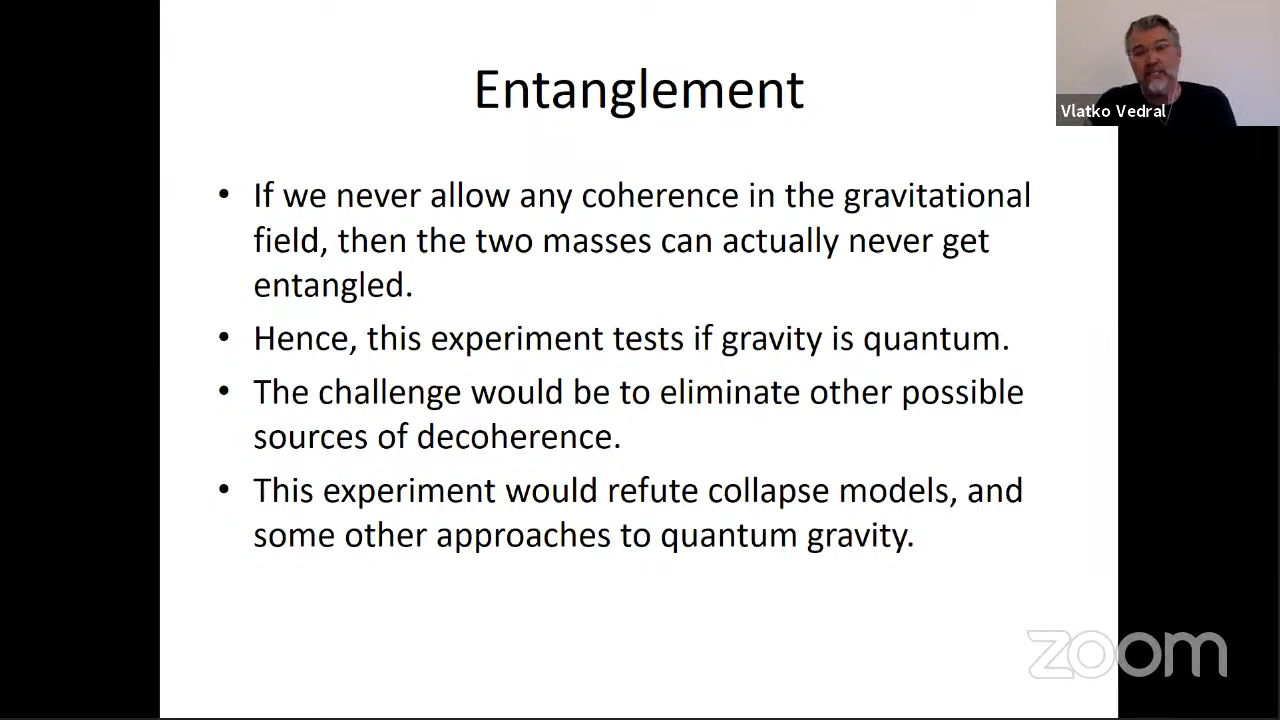 Entanglement
Vlatko Vedral
• If we never allow any coherence in the gravitational
field, then the two masses can actually never get
entangled.
• Hence, this experiment tests if gravity is quantum.
• The challenge would be to eliminate other possible
sources of decoherence.
• This experiment would refute collapse models, and
some other approaches to quantum gravity.
zoom